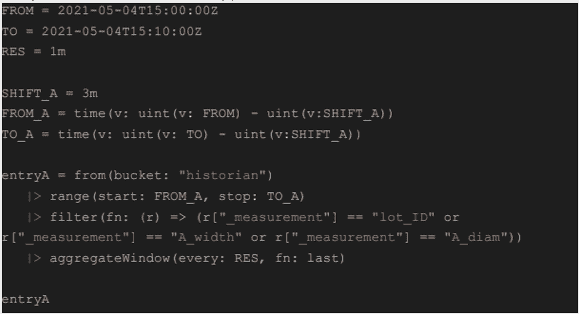 FROM = 2021-05-04T15:00:00Z
TO = 2021-05-04T15:10:00Z
RES = 1m
SHIFT_A = 3m
FROM_A = time(v: uint(v: FROM) - uint(v:SHIFT_A))
TO_A = time(v: uint(v: TO) - uint(v:SHIFT_A))
entryA = from(bucket: "historian")
|> range(start: FROM_A, stop: TO_A)
|> filter(fn: (r) => (r["_measurement"] == "lot_ID" or
r["_measurement"] == "A_width" or r["_measurement"] == "A_diam"))
|> aggregateWindow(every: RES, fn: last)
entryA